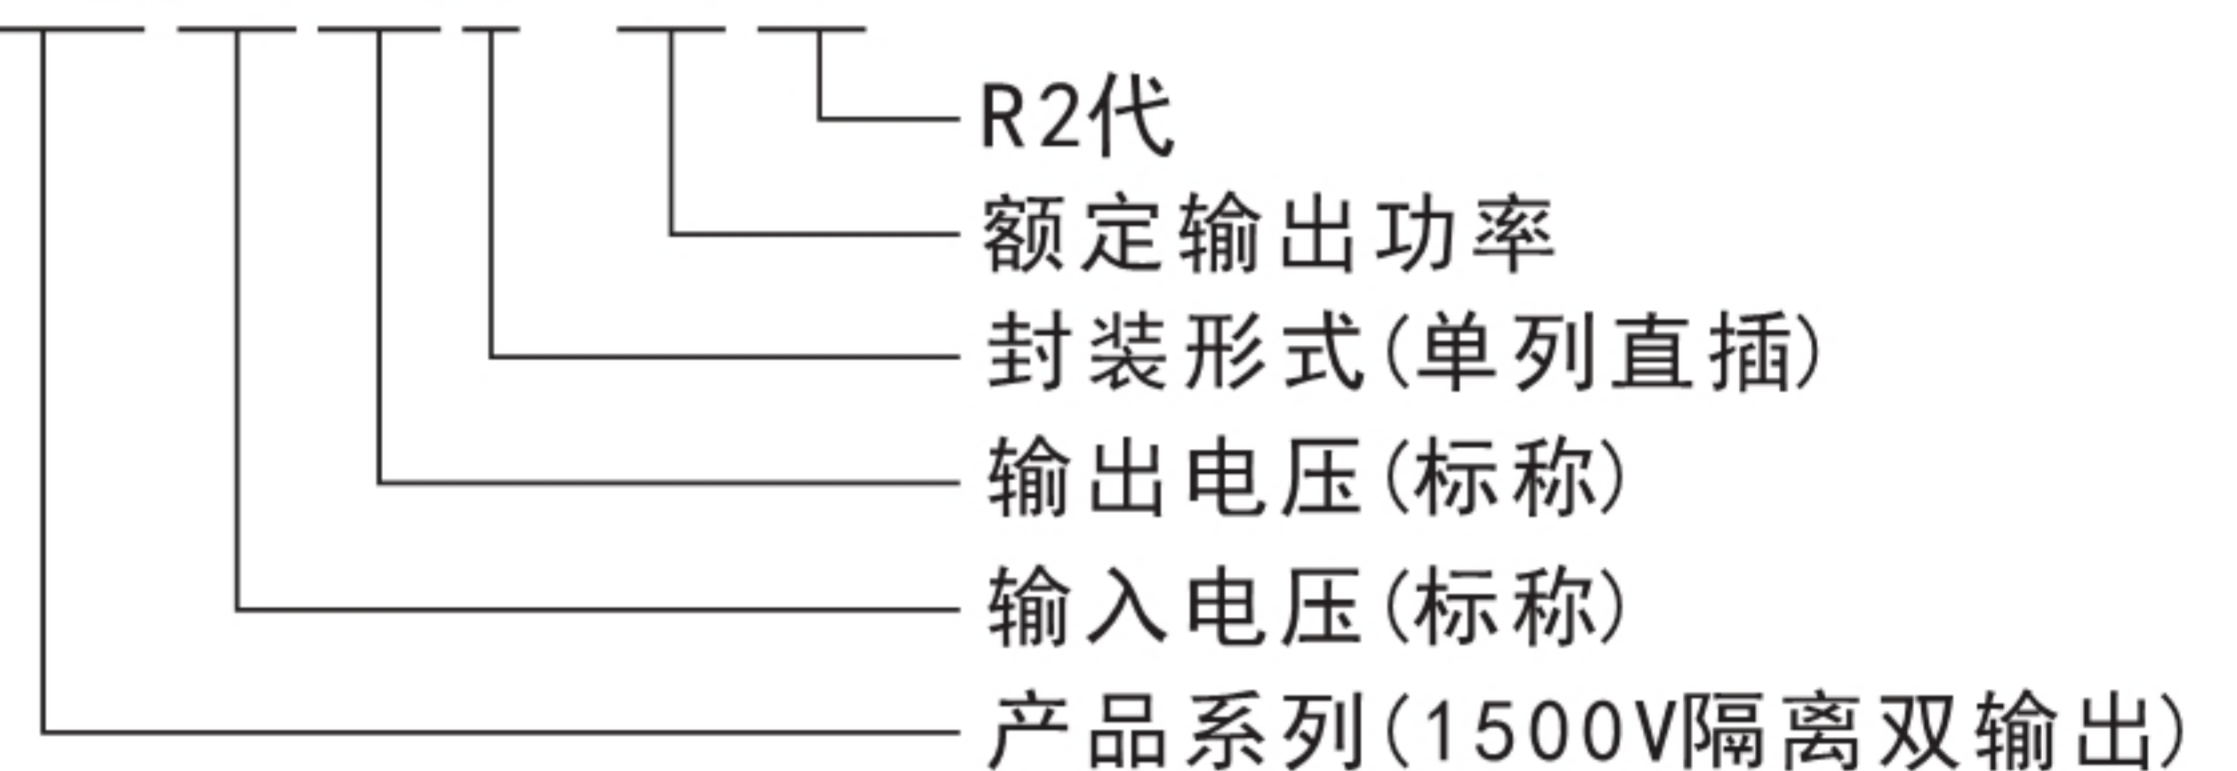 R2代
额定输出功率
封装形式(单列直插)
输出电压(标称)
输入电压(标称)
产品系列(1500V隔离双输出)